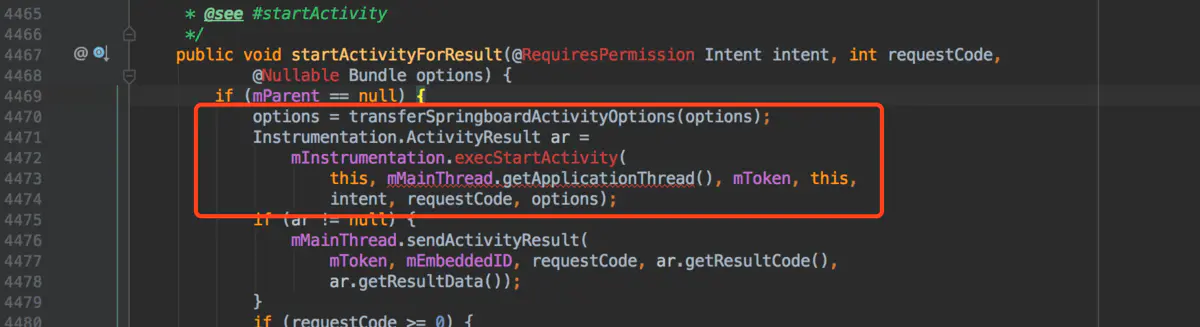 4465 * @see #startActivity
4466 */
4467 @ public void startActivityForResult(@RequiresPermission Intent intent, int requestCode,
4468 @Nullable Bundle options) {
4469 if (mParent == null) {
4470 options = transferSpringboardActivityOptions(options);
4471 Instrumentation.ActivityResult ar =
4472 mInstrumentation.execStartActivity(
4473 this, mMainThread.getApplicationThread(), mToken, this,
4474 intent, requestCode, options);
4475 if (ar != null) {
4476 mMainThread.sendActivityResult(
4477 mToken, mEmbeddedID, requestCode, ar.getResultCode(),
4478 ar.getResultData());
4479 }
4480 if (requestCode >= 0) {